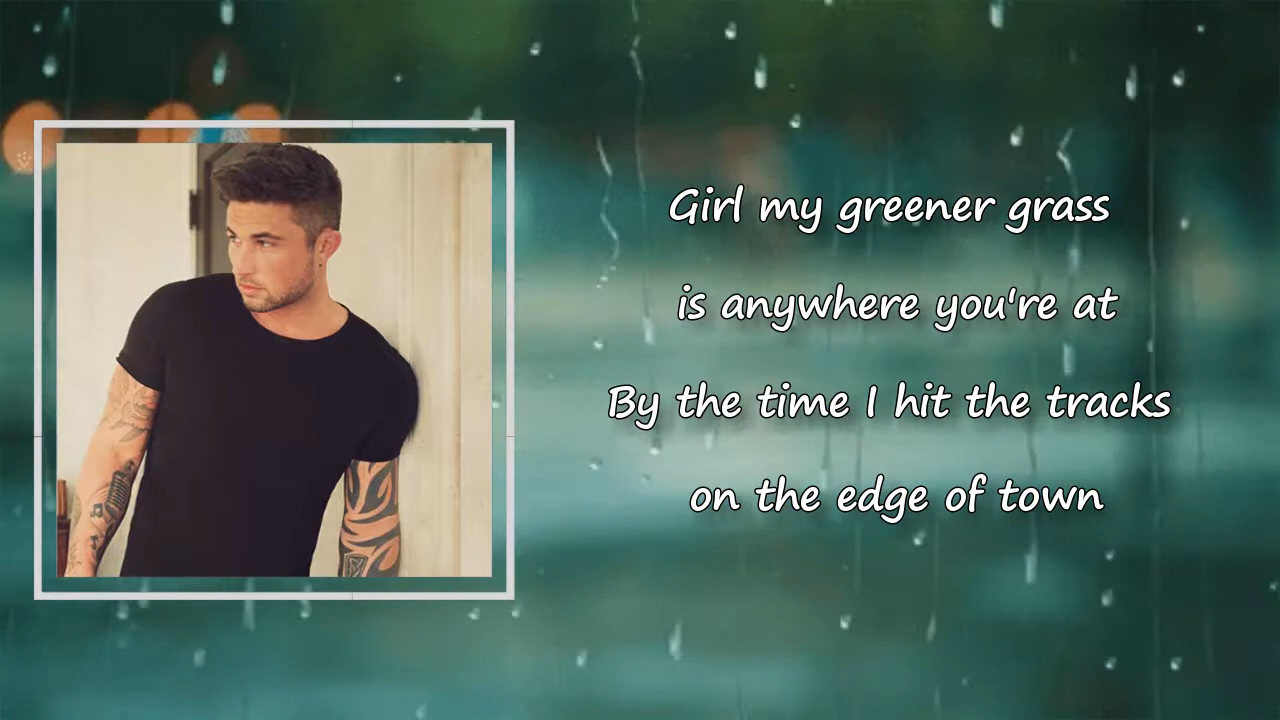 Girl my greener grass
is anywhere you're at
By the time I hit the tracks
on the edge of town